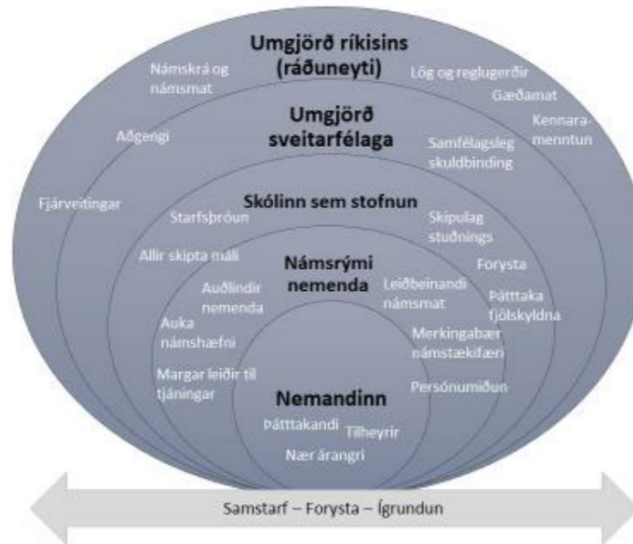 Umgjörð ríkisins
(ráðuneyti)
Námskrá og
námsmat
Lög og reglugerðir
Gæðamat
Kennara-
menntun
Aðgengi
Umgjörð
sveitarfélaga
Samfélagsleg
skuldbinding
Fjárveitingar
Skólinn sem stofnun
Starfsþróun
Skipulag
stuðnings
Allir skipta máli
Forysta
Þátttaka
fjölskyldna
Námsrými
nemenda
Auðlindir
nemenda
Leiðbeinandi
námsmat
Auka
námshæfni
Merkingabær
námstækifæri
Margar leiðir til
tjáningar
Persónumiðun
Nemandinn
Þátttakandi
Tilheyrir
Nær árangri
Samstarf – Forysta – Ígrundun